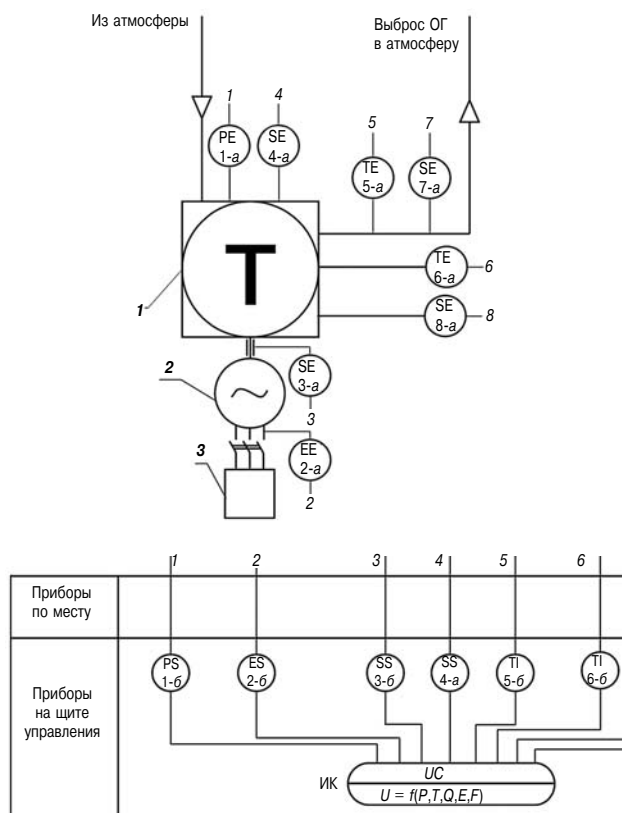 Из атмосферы
Выброс ОГ
в атмосферу
1
4
5
7
PE
1-а
SE
4-а
TE
5-а
SE
7-а
T
TE
6-а
6
1
SE
8-а
8
2
SE
3-а
3
3
EE
2-а
2
1
2
3
4
5
6
Приборы
по месту
Приборы
на щите
управления
PS
1-б
ES
2-б
SS
3-б
SS
4-а
TI
5-б
TI
6-б
ИК
UC
U = f(P,T,Q,E,F)